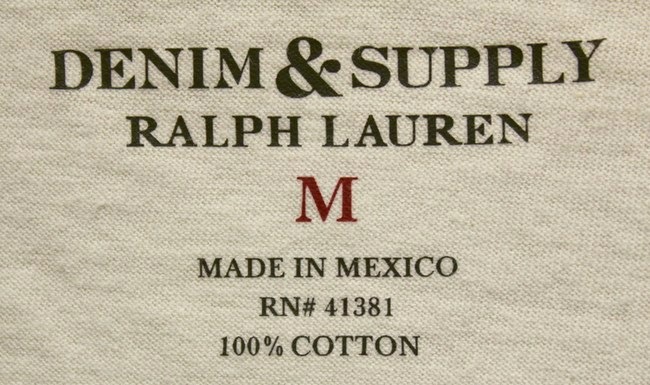 DENIM & SUPPLY
RALPH LAUREN
M
MADE IN MEXICO
RN# 41381
100% COTTON